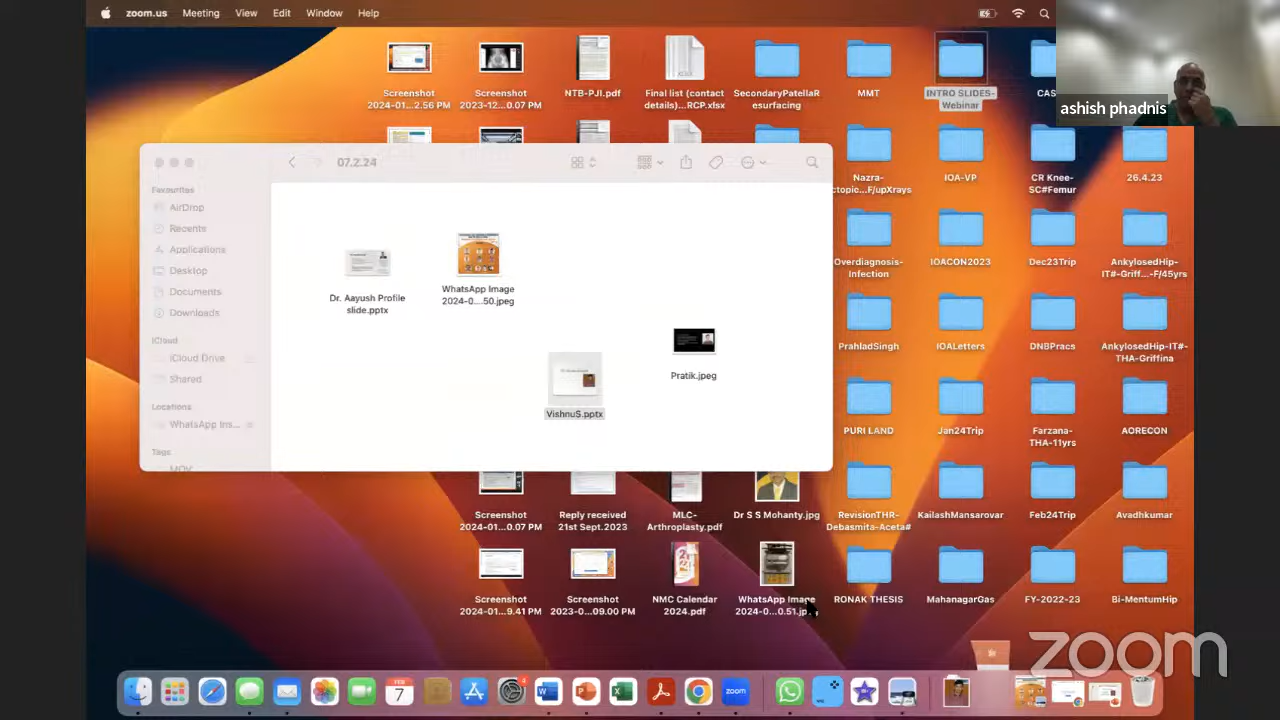 zoom.us Meeting View Edit Window Help
Screenshot
2024-01...2.56 PM
Screenshot
2023-12...0.07 PM
NTB-PJI.pdf
Final list (contact
details)....RCP.xlsx
SecondaryPatellaR
esurfacing
MMT
INTRO SLIDES-
Webinar
CAS
ashish phadnis
07.2.24
Favourites
AirDrop
Recents
Applications
Desktop
Documents
Downloads
iCloud
iCloud Drive
Shared
Locations
WhatsApp Ins...
Tags
MOV
Dr. Aayush Profile
slide.pptx
WhatsApp Image
2024-0....50.jpeg
VishnuS.pptx
Pratik.jpeg
Nazra-
ctopic...F/upXrays
IOA-VP
CR Knee-
SC#Femur
26.4.23
Overdiagnosis-
Infection
IOACON2023
Dec23Trip
AnkylosedHip-
IT#-Griff...-F/45yrs
PrahladSingh
IOALetters
DNBPracs
AnkylosedHip-IT#-
THA-Griffina
PURI LAND
Jan24Trip
Farzana-
THA-11yrs
AORECON
Screenshot
2024-01...0.07 PM
Reply received
21st Sept.2023
MLC-
Arthroplasty.pdf
Dr S S Mohanty.jpg
RevisionTHR-
Debasmita-Aceta#
KailashMansarovar
Feb24Trip
Avadhkumar
Screenshot
2024-01...9.41 PM
Screenshot
2023-0...09.00 PM
NMC Calendar
2024.pdf
WhatsApp Image
2024-0...0.51.jp
RONAK THESIS
MahanagarGas
FY-2022-23
Bi-MentumHip
zoom
FEB
7
zoom